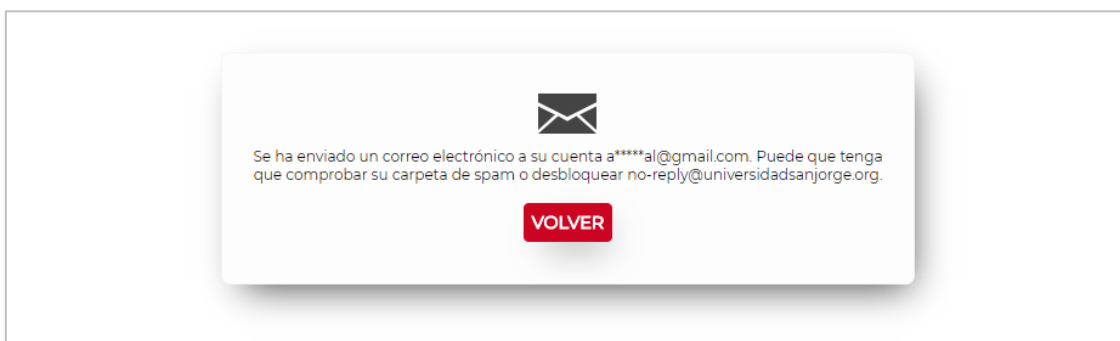 Se ha enviado un correo electrónico a su cuenta a*****al@gmail.com. Puede que tenga
que comprobar su carpeta de spam o desbloquear no-reply@universidadsanjorge.org.
VOLVER